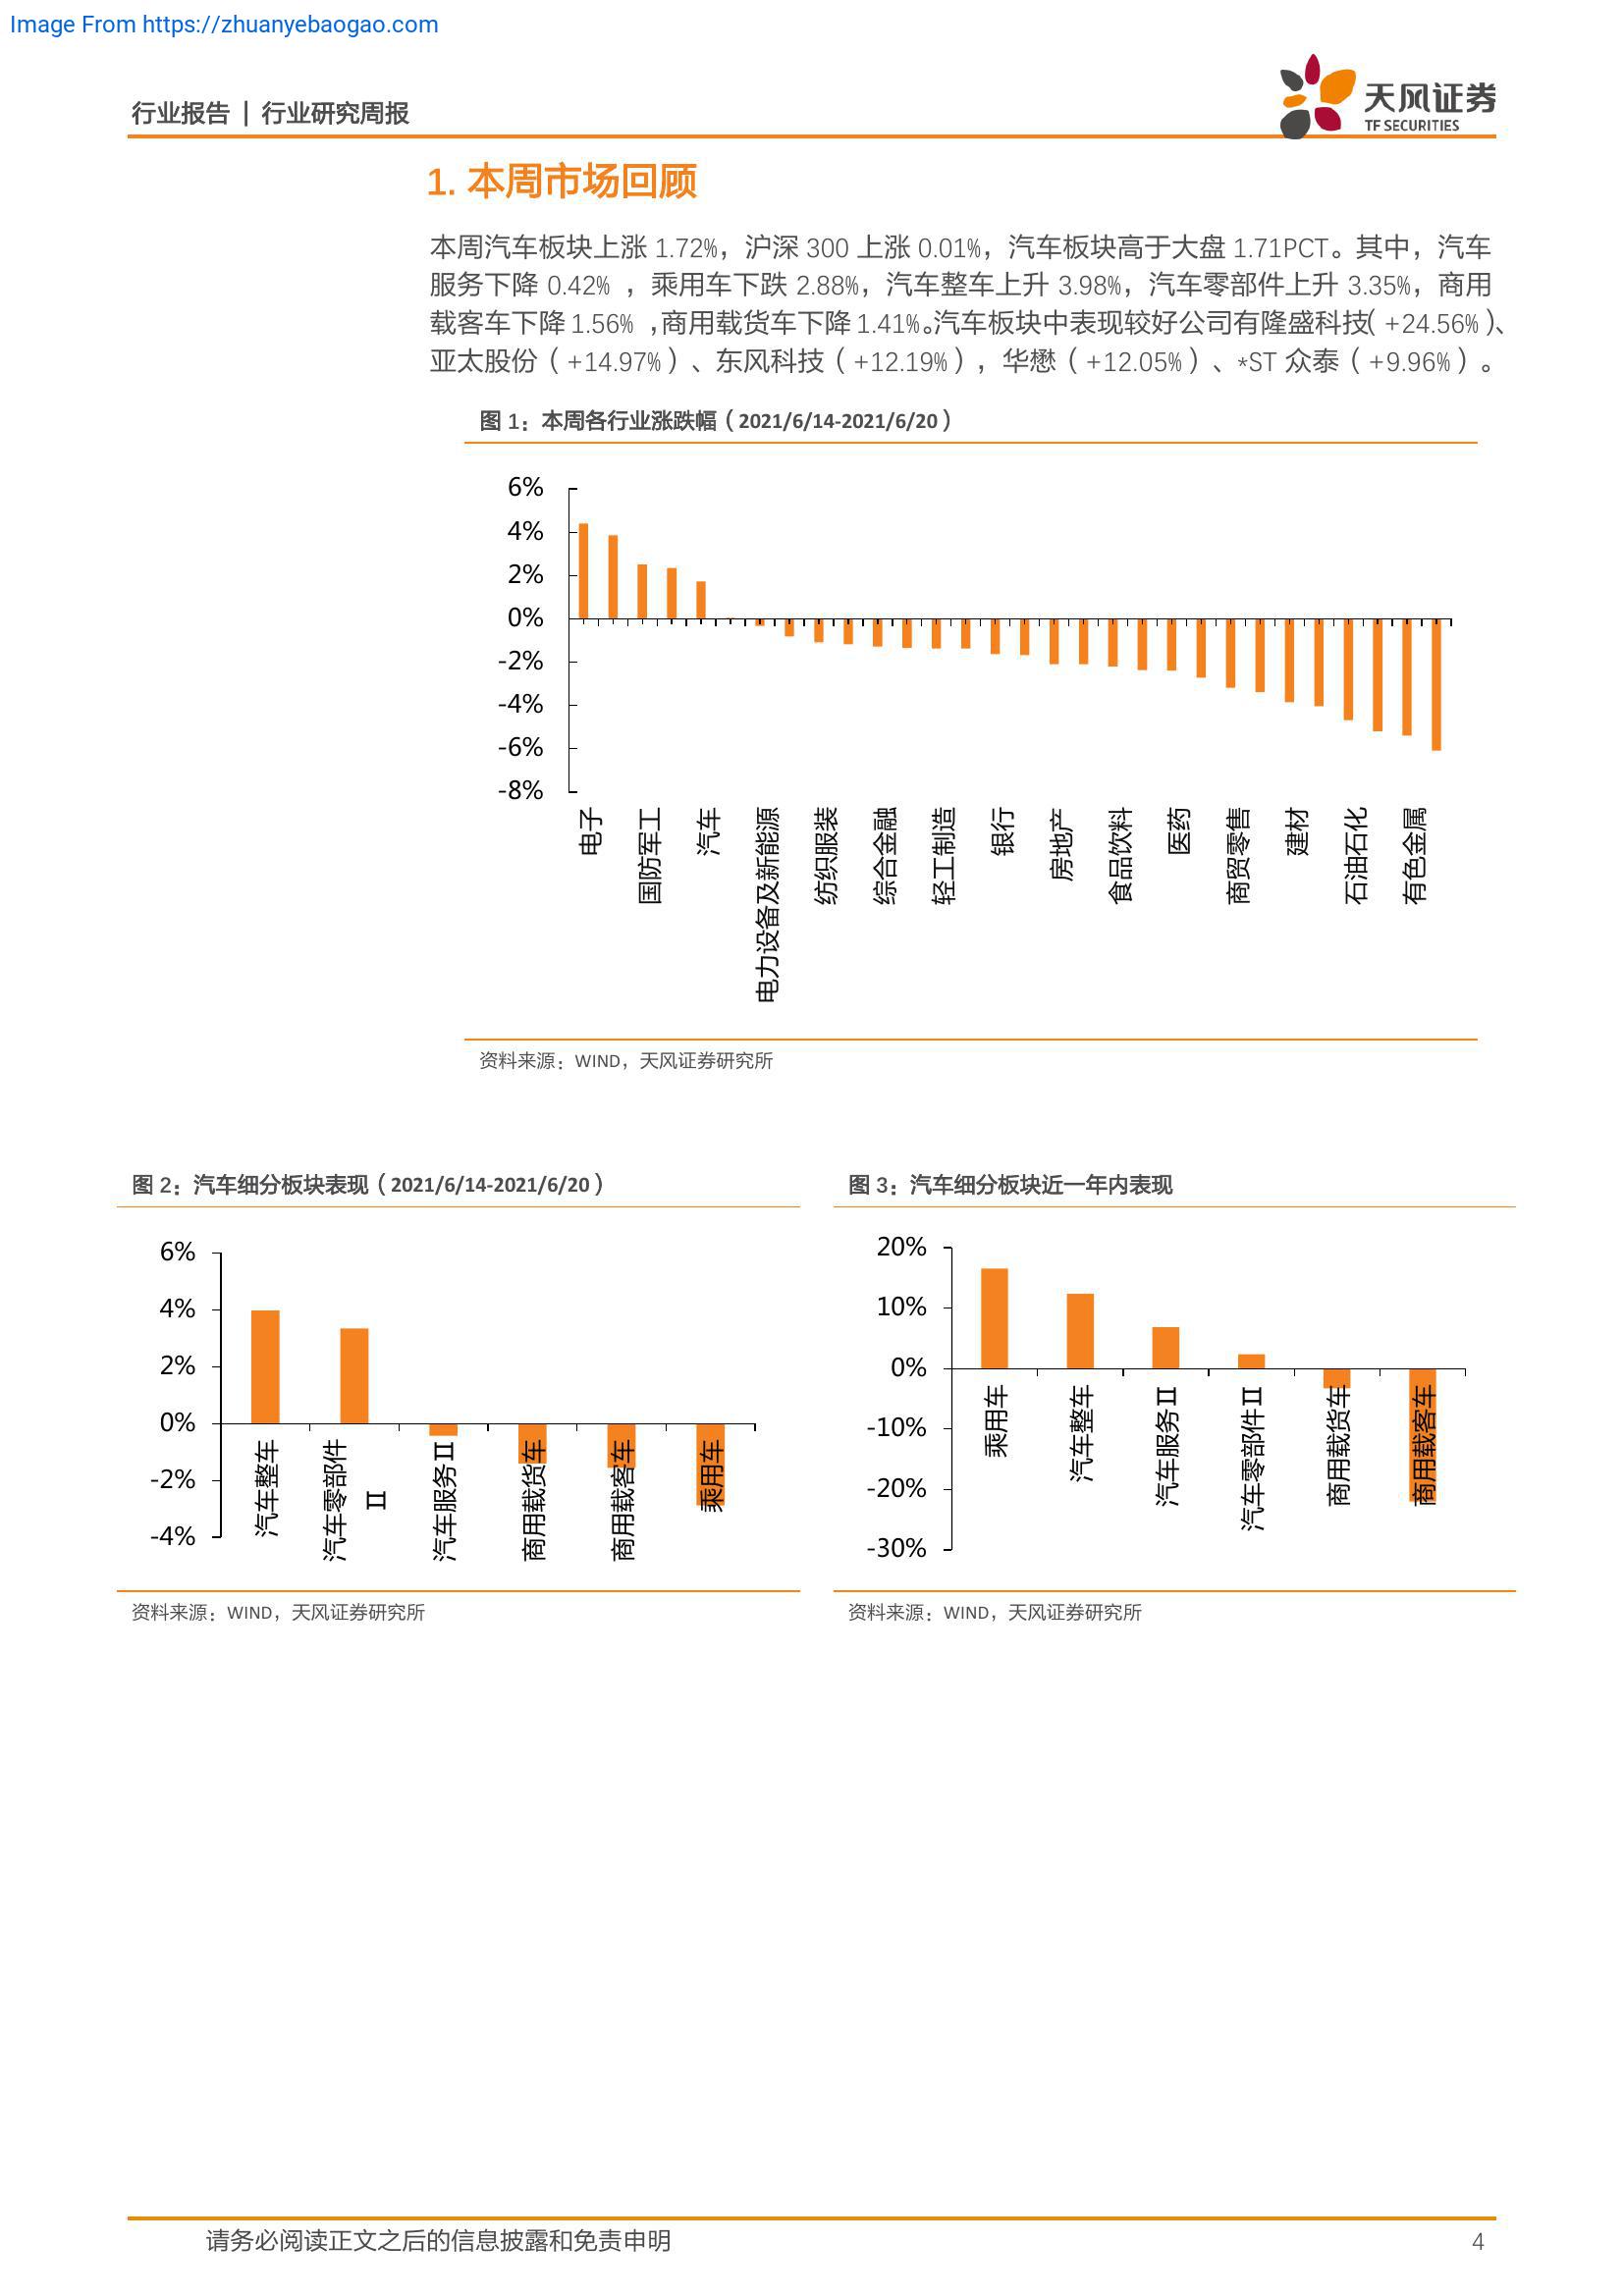 Image From https://zhuanyebaogao.com
行业报告 | 行业研究周报
天风证券
TF SECURITIES
1. 本周市场回顾
本周汽车板块上涨 1.72%，沪深 300 上涨 0.01%，汽车板块高于大盘 1.71PCT。其中，汽车
服务下降 0.42% ，乘用车下跌 2.88%，汽车整车上升 3.98%，汽车零部件上升 3.35%，商用
载客车下降 1.56% ，商用载货车下降 1.41%。汽车板块中表现较好公司有隆盛科技（+24.56%）、
亚太股份（+14.97%）、东风科技（+12.19%），华懋（+12.05%）、*ST 众泰（+9.96%）。
图 1：本周各行业涨跌幅（2021/6/14-2021/6/20）
6%
4%
2%
0%
-2%
-4%
-6%
-8%
电子
国防军工
汽车
电力设备及新能源
纺织服装
综合金融
轻工制造
银行
房地产
食品饮料
医药
商贸零售
建材
石油石化
有色金属
资料来源：WIND，天风证券研究所
图 2：汽车细分板块表现（2021/6/14-2021/6/20）
6%
4%
2%
0%
-2%
-4%
汽车整车
汽车零部件
II
汽车服务II
商用载货车
商用载客车
乘用车
资料来源：WIND，天风证券研究所
图 3：汽车细分板块近一年内表现
20%
10%
0%
-10%
-20%
-30%
乘用车
汽车整车
汽车服务II
汽车零部件II
商用载货车
商用载客车
资料来源：WIND，天风证券研究所
请务必阅读正文之后的信息披露和免责申明
4